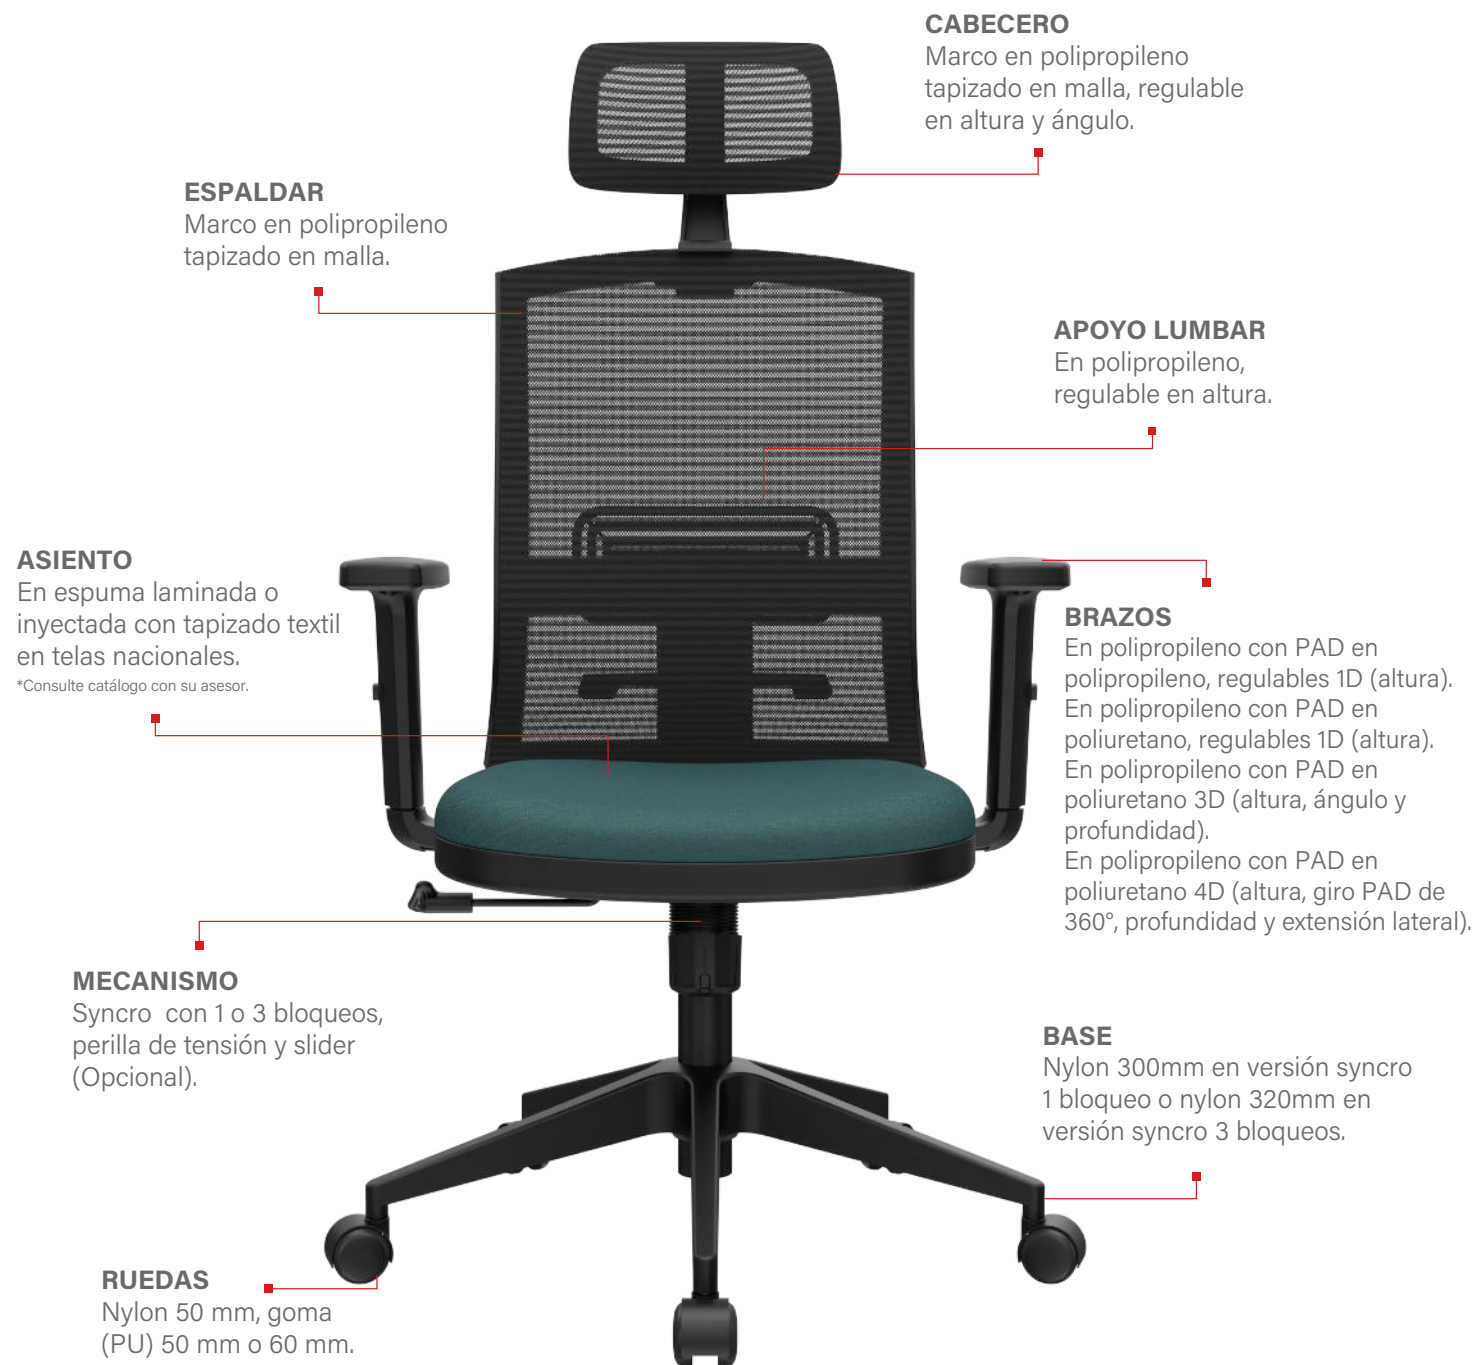 CABECERO
Marco en polipropileno
tapizado en malla, regulable
en altura y ángulo.
ESPALDAR
Marco en polipropileno
tapizado en malla.
APOYO LUMBAR
En polipropileno,
regulable en altura.
ASIENTO
En espuma laminada o
inyectada con tapizado textil
en telas nacionales.
*Consulte catálogo con su asesor.
BRAZOS
En polipropileno con PAD en
polipropileno, regulables 1D (altura).
En polipropileno con PAD en
poliuretano, regulables 1D (altura).
En polipropileno con PAD en
poliuretano 3D (altura, ángulo y
profundidad).
En polipropileno con PAD en
poliuretano 4D (altura, giro PAD de
360°, profundidad y extensión lateral).
MECANISMO
Syncro con 1 o 3 bloqueos,
perilla de tensión y slider
(Opcional).
BASE
Nylon 300mm en versión syncro
1 bloqueo o nylon 320mm en
versión syncro 3 bloqueos.
RUEDAS
Nylon 50 mm, goma
(PU) 50 mm o 60 mm.